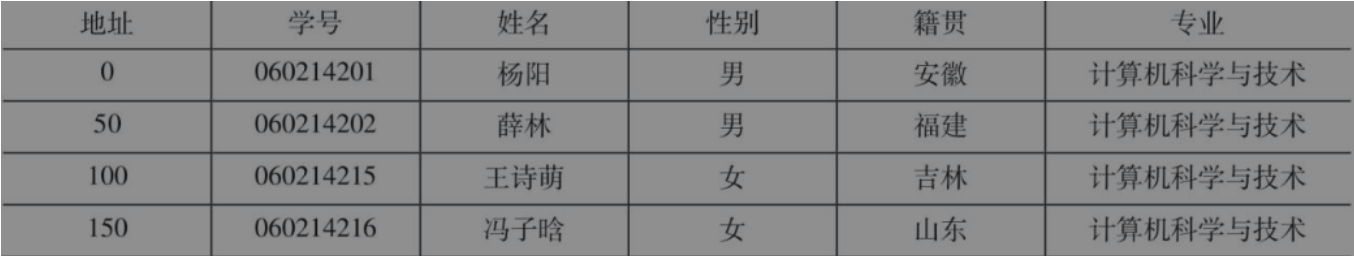 地址 学号 姓名 性别 籍贯 专业
0 060214201 杨阳 男 安徽 计算机科学与技术
50 060214202 薛林 男 福建 计算机科学与技术
100 060214215 王诗萌 女 吉林 计算机科学与技术
150 060214216 冯子晗 女 山东 计算机科学与技术